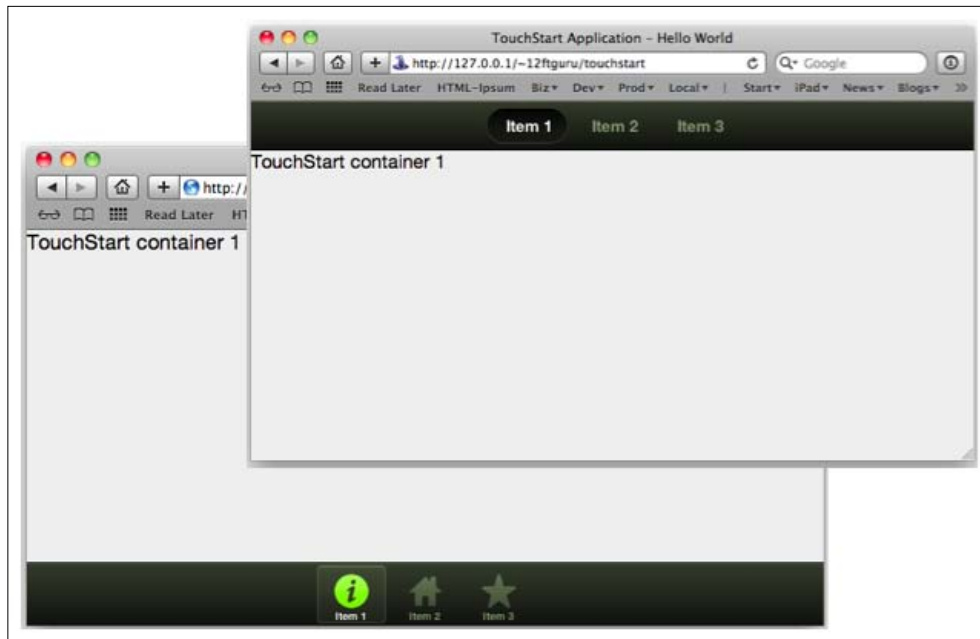 TouchStart Application – Hello World
http://127.0.0.1/~12ftguru/touchstart
Google
Read Later HTML-Ipsum Biz Dev Prod Local Start iPad News Blogs
Item 1 Item 2 Item 3
TouchStart container 1
http:/
Read Later HT
TouchStart container 1
Item 1 Item 2 Item 3